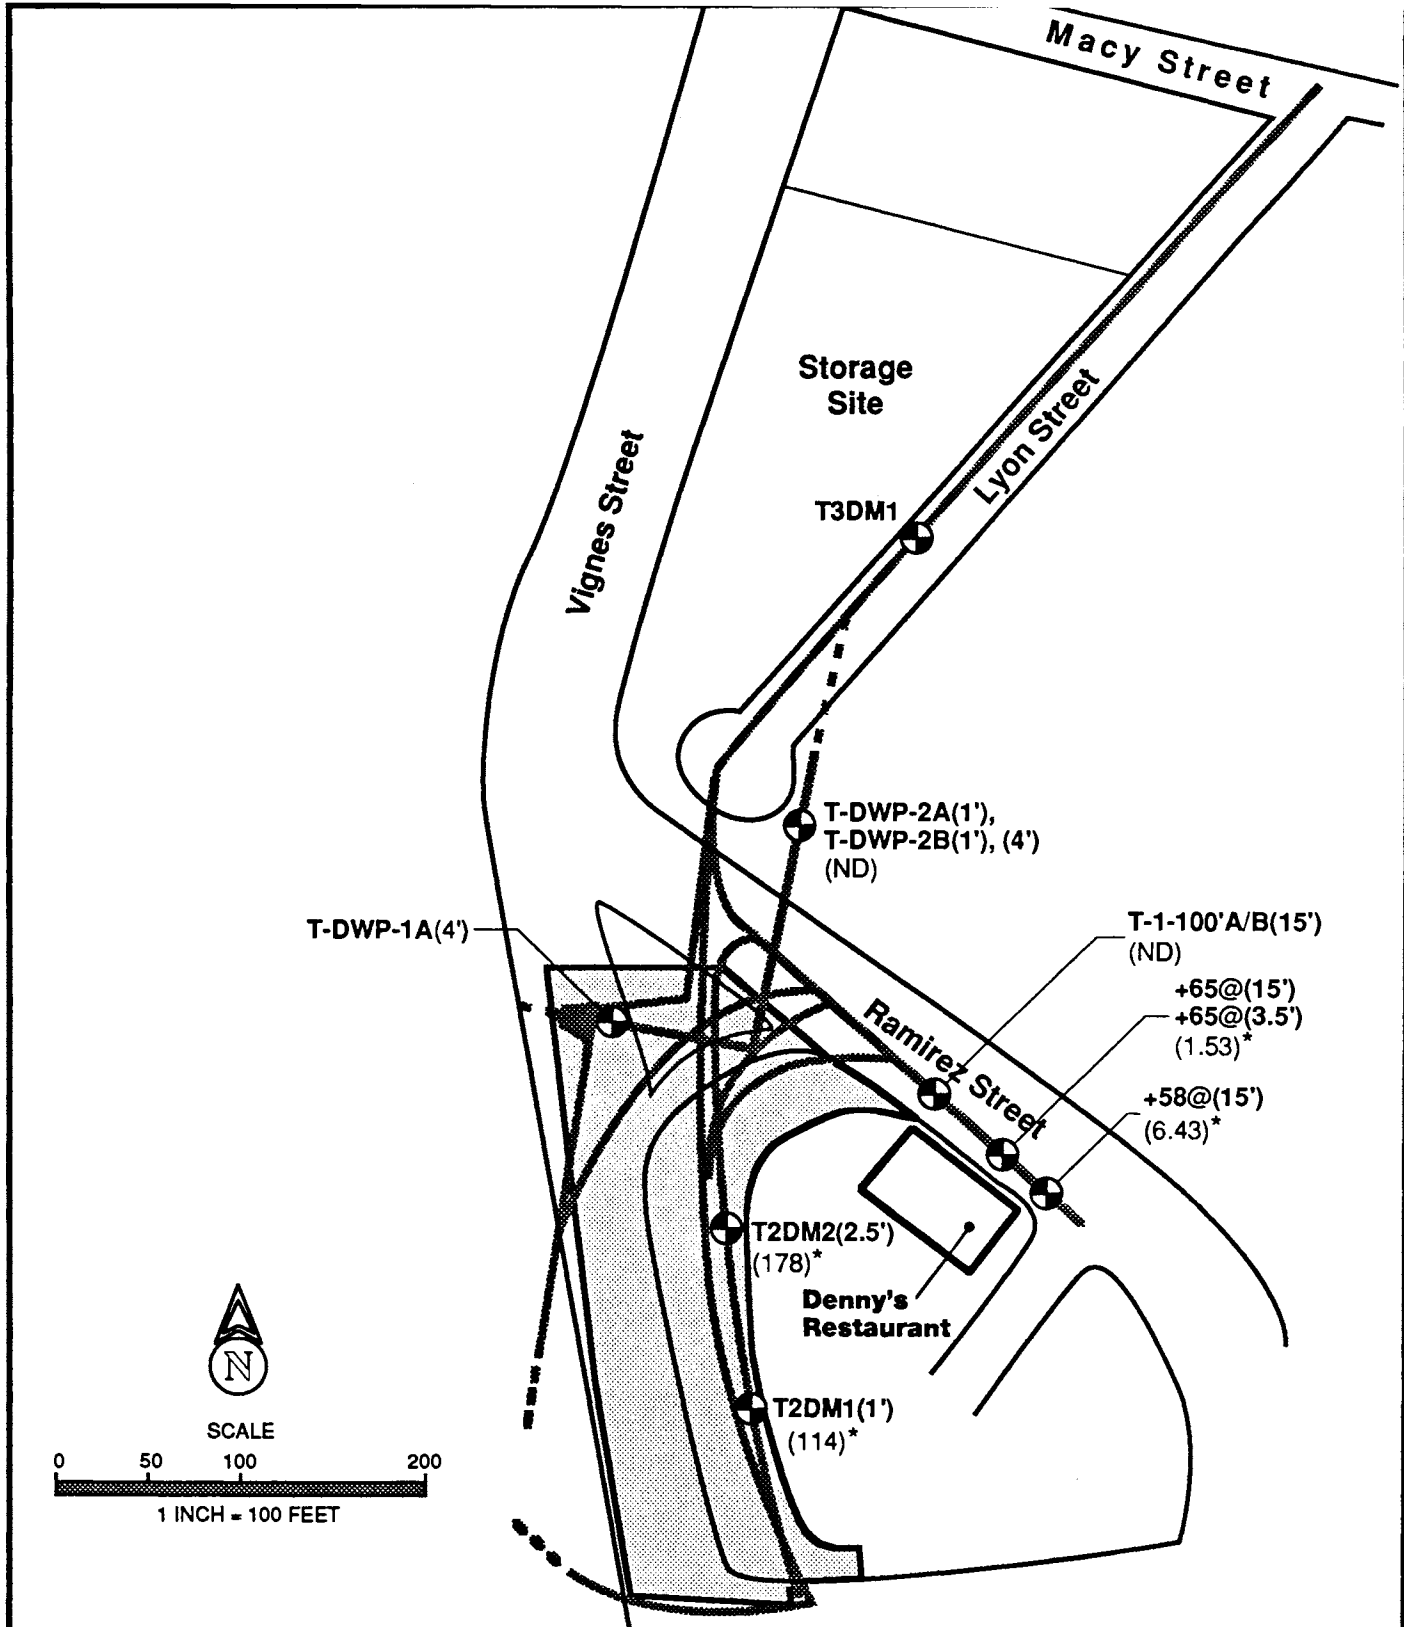 Macy Street
Storage
Site
Lyon Street
Vignes Street
T3DM1
T-DWP-2A(1'),
T-DWP-2B(1'), (4')
(ND)
T-DWP-1A(4')
T-1-100'A/B(15')
(ND)
+65@(15')
+65@(3.5')
(1.53)*
Ramirez Street
+58@(15')
(6.43)*
T2DM2(2.5')
(178)*
Denny's
Restaurant
T2DM1(1')
(114)*
N
SCALE
0 50 100 200
1 INCH = 100 FEET